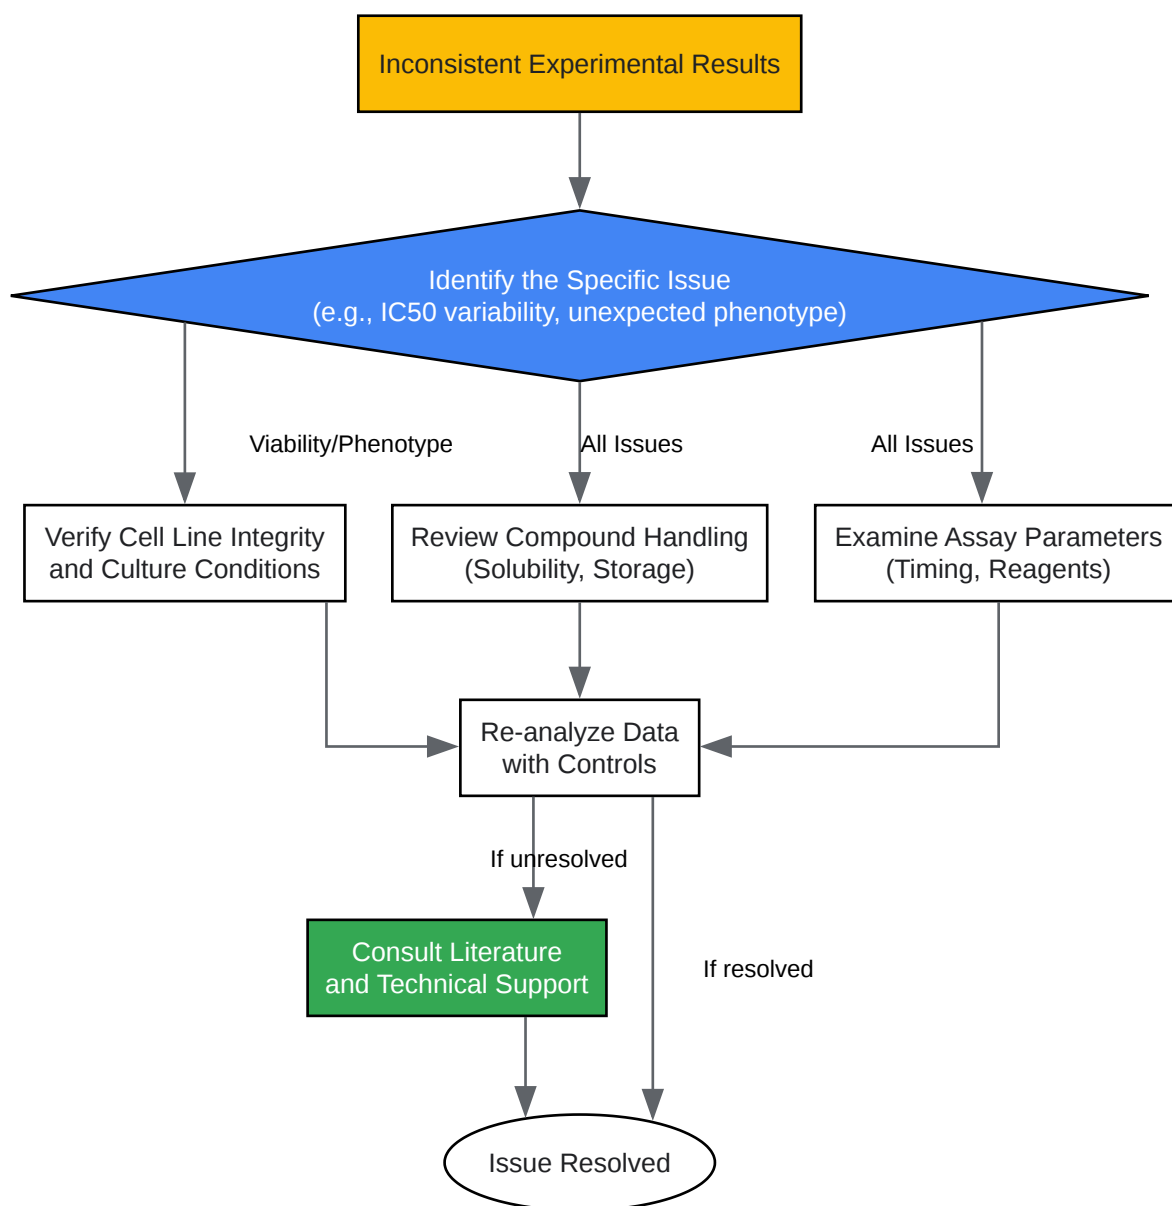 Inconsistent Experimental Results
Identify the Specific Issue
(e.g., IC50 variability, unexpected phenotype)
Viability/Phenotype
All Issues
All Issues
Verify Cell Line Integrity
and Culture Conditions
Review Compound Handling
(Solubility, Storage)
Examine Assay Parameters
(Timing, Reagents)
Re-analyze Data
with Controls
If unresolved
Consult Literature
and Technical Support
If resolved
Issue Resolved